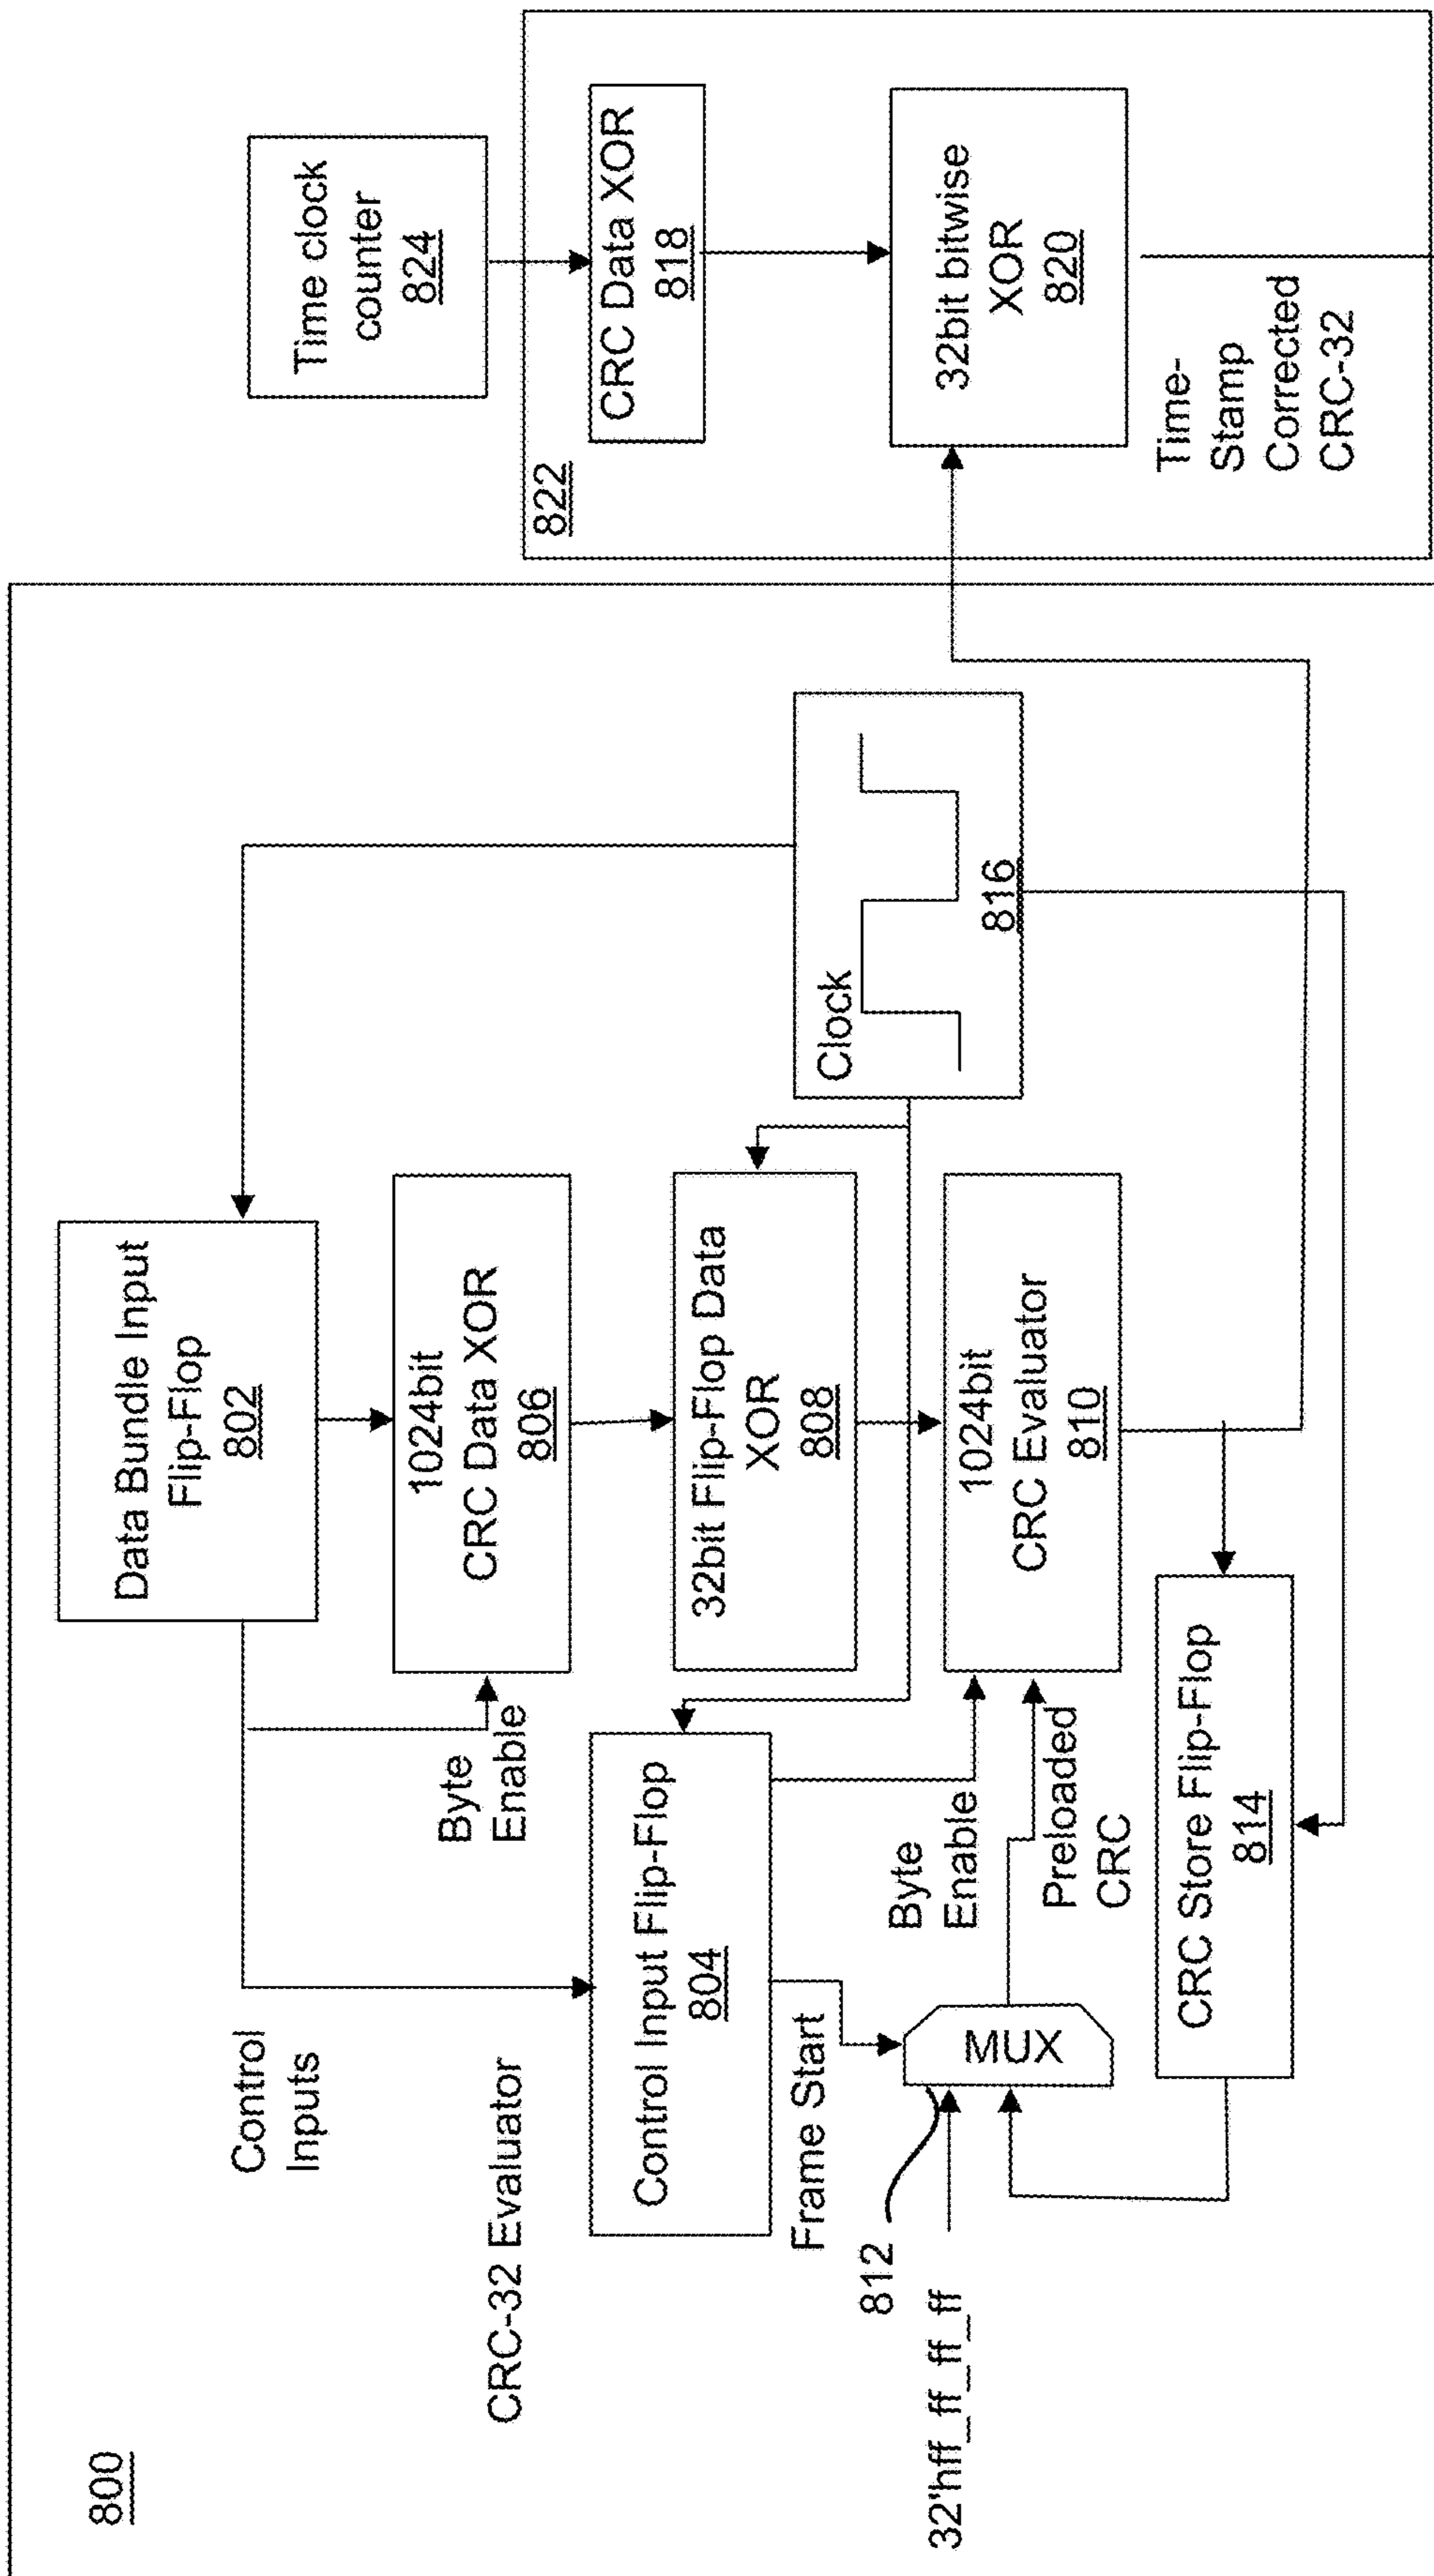 800
Control
Inputs
Data Bundle Input
Flip-Flop
802
Byte
Enable
1024bit
CRC Data XOR
806
CRC-32 Evaluator
Control Input Flip-Flop
804
32bit Flip-Flop Data
XOR
808
Frame Start
812
32"hff_ff_ff_ff
MUX
Byte
Enable
Preloaded
CRC
1024bit
CRC Evaluator
810
CRC Store Flip-Flop
814
Clock
816
Time clock
counter
824
822
CRC Data XOR
818
32bit bitwise
XOR
820
Time-
Stamp
Corrected
CRC-32